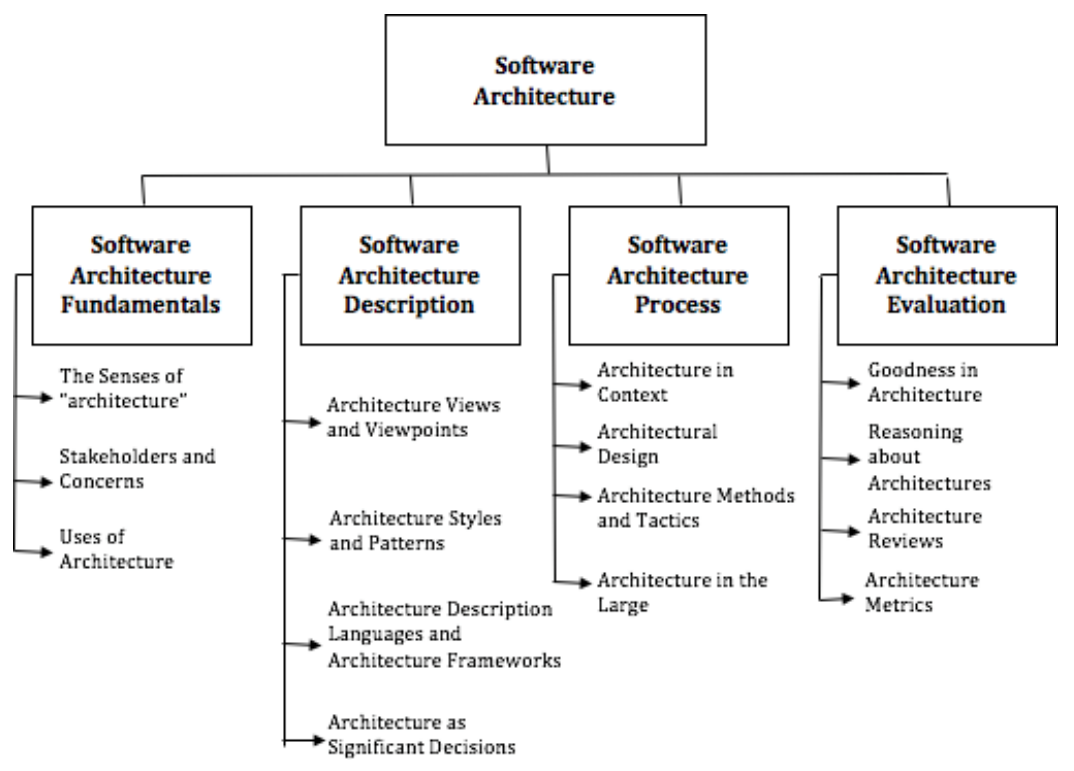 Software
Architecture
Software
Architecture
Fundamentals
The Senses of
"architecture"
Stakeholders and
Concerns
Uses of
Architecture
Software
Architecture
Description
Architecture Views
and Viewpoints
Architecture Styles
and Patterns
Architecture Description
Languages and
Architecture Frameworks
Architecture as
Significant Decisions
Software
Architecture
Process
Architecture in
Context
Architectural
Design
Architecture Methods
and Tactics
Architecture in the
Large
Software
Architecture
Evaluation
Goodness in
Architecture
Reasoning
about
Architectures
Architecture
Reviews
Architecture
Metrics